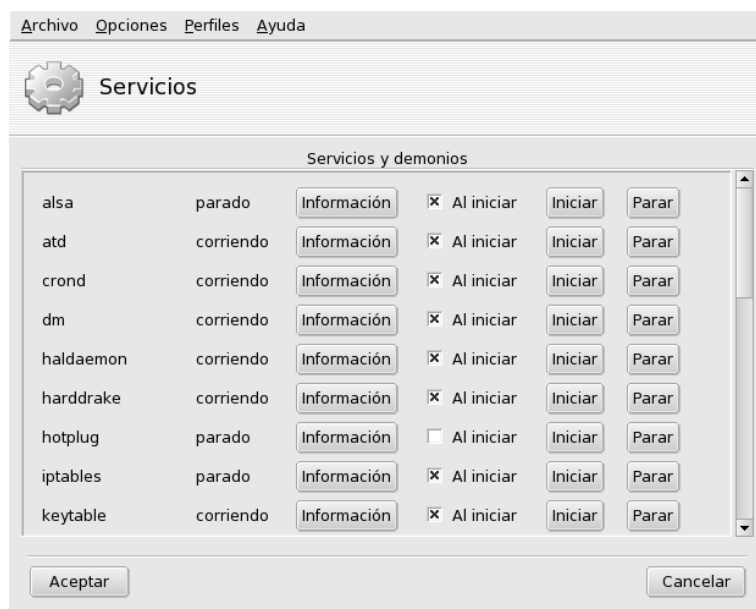 Archivo Opciones Perfiles Ayuda
Servicios
Servicios y demonios
alsa parado Información Al iniciar Iniciar Parar
atd corriendo Información Al iniciar Iniciar Parar
crond corriendo Información Al iniciar Iniciar Parar
dm corriendo Información Al iniciar Iniciar Parar
haldaemon corriendo Información Al iniciar Iniciar Parar
harddrake corriendo Información Al iniciar Iniciar Parar
hotplug parado Información Al iniciar Iniciar Parar
iptables parado Información Al iniciar Iniciar Parar
keytable corriendo Información Al iniciar Iniciar Parar
Aceptar Cancelar